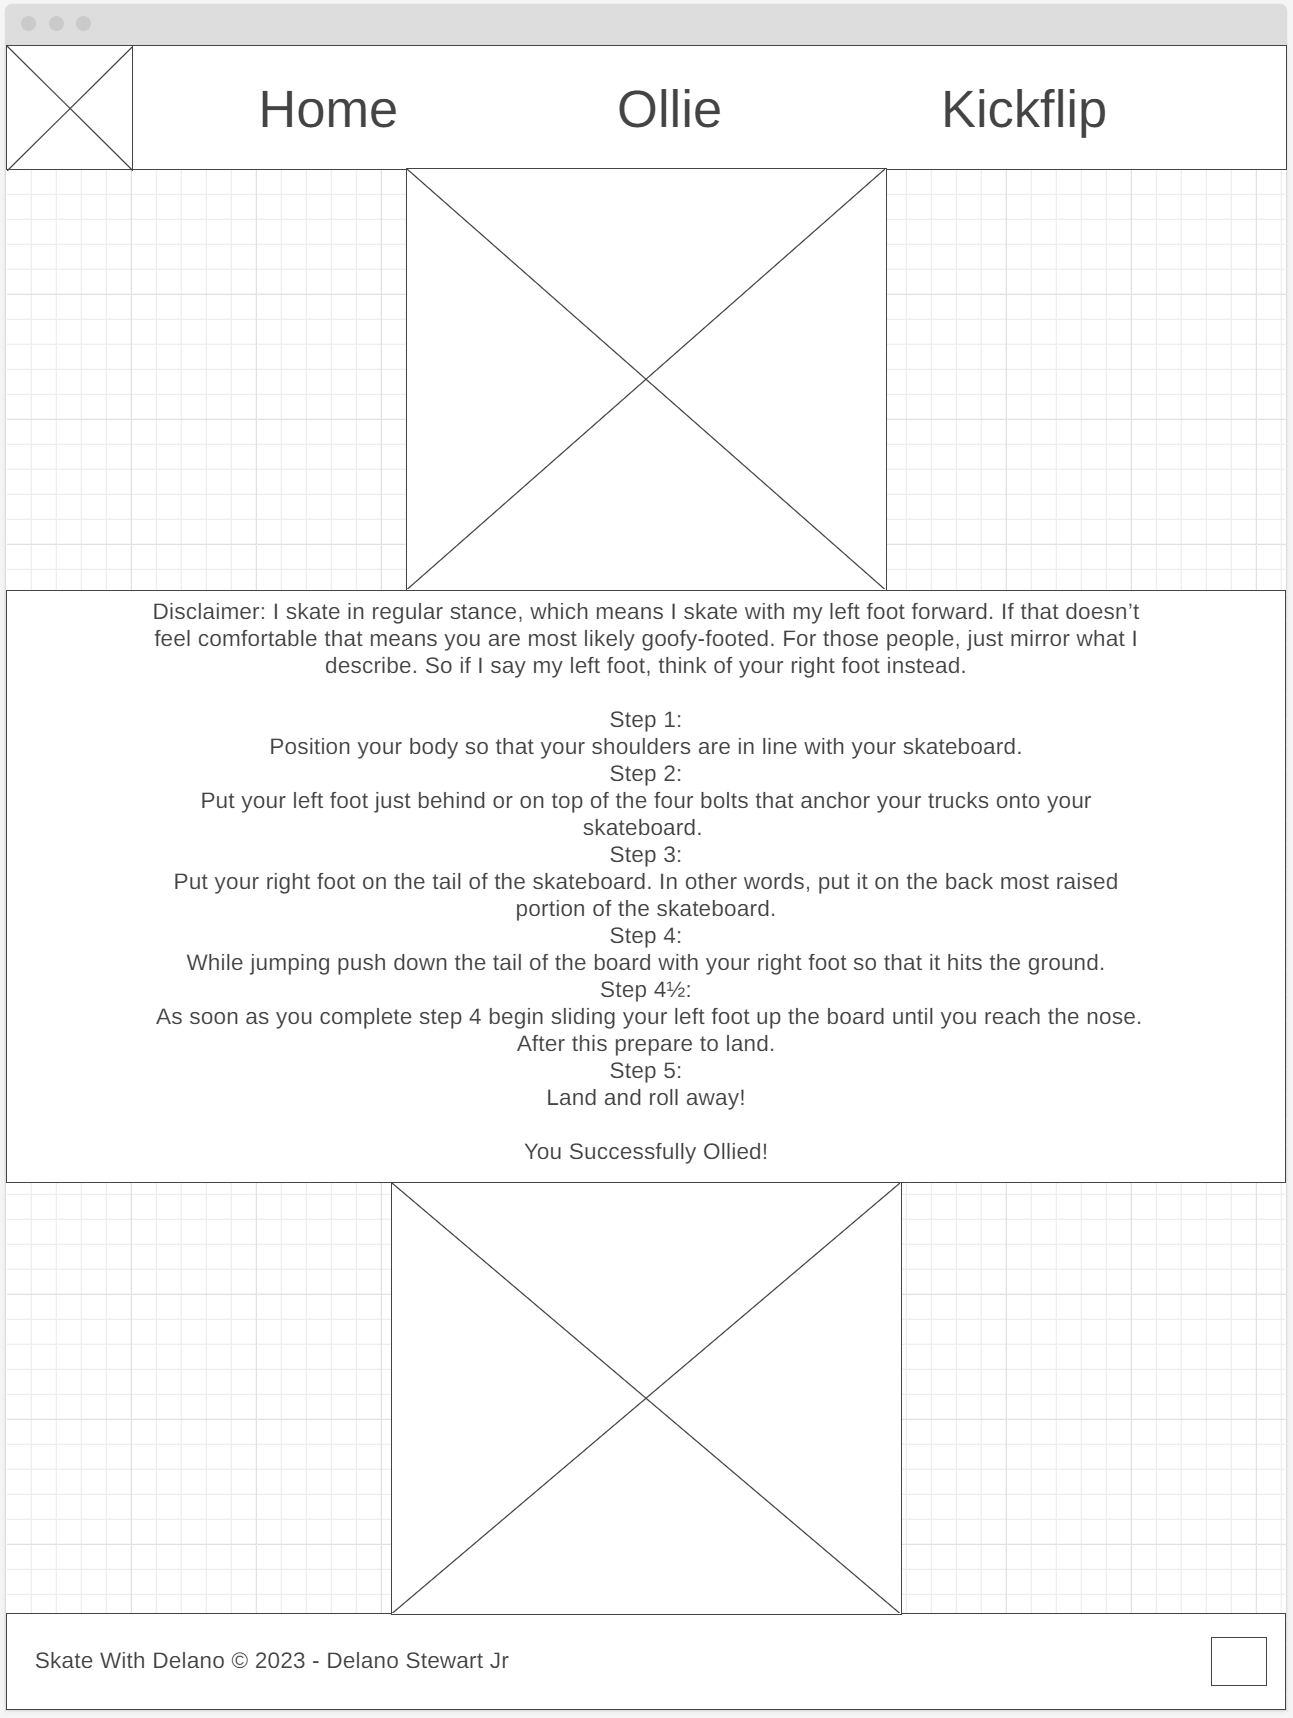 Home Ollie Kickflip
Disclaimer: I skate in regular stance, which means I skate with my left foot forward. If that doesn’t
feel comfortable that means you are most likely goofy-footed. For those people, just mirror what I
describe. So if I say my left foot, think of your right foot instead.
Step 1:
Position your body so that your shoulders are in line with your skateboard.
Step 2:
Put your left foot just behind or on top of the four bolts that anchor your trucks onto your
skateboard.
Step 3:
Put your right foot on the tail of the skateboard. In other words, put it on the back most raised
portion of the skateboard.
Step 4:
While jumping push down the tail of the board with your right foot so that it hits the ground.
Step 4½:
As soon as you complete step 4 begin sliding your left foot up the board until you reach the nose.
After this prepare to land.
Step 5:
Land and roll away!
You Successfully Ollied!
Skate With Delano © 2023 - Delano Stewart Jr